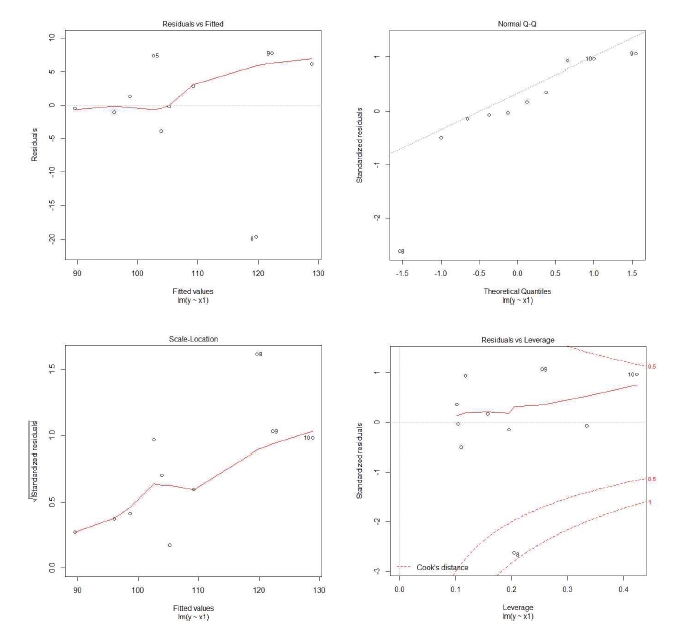 Residuals vs Fitted
Residuals
10
5
0
-5
-10
-15
-20
5
9
8
90 100 110 120 130
Fitted values
lm(y ~ x1)
Normal Q-Q
Standardized residuals
1
0
-1
-2
10
9
8
-1.5 -1.0 -0.5 0.0 0.5 1.0 1.5
Theoretical Quantiles
lm(y ~ x1)
Scale-Location
√|Standardized residuals|
1.5
1.0
0.5
0.0
8
9
10
90 100 110 120 130
Fitted values
lm(y ~ x1)
Residuals vs Leverage
Standardized residuals
1
0
-1
-2
-3
9
10
8
0.5
0.5
1
Cook's distance
0.0 0.1 0.2 0.3 0.4
Leverage
lm(y ~ x1)